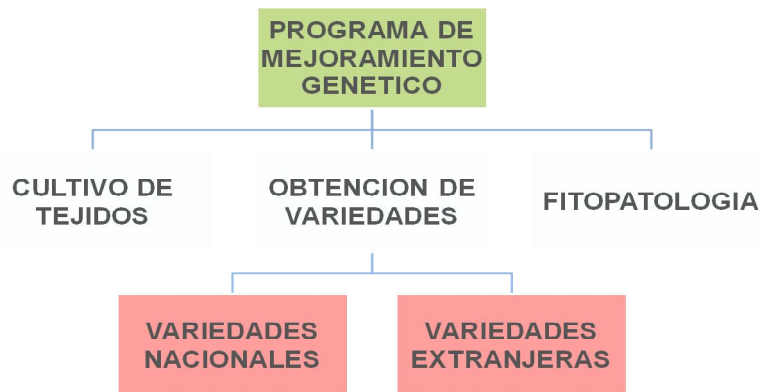 PROGRAMA DE
MEJORAMIENTO
GENETICO
CULTIVO DE
TEJIDOS
OBTENCION DE
VARIEDADES
FITOPATOLOGIA
VARIEDADES
NACIONALES
VARIEDADES
EXTRANJERAS